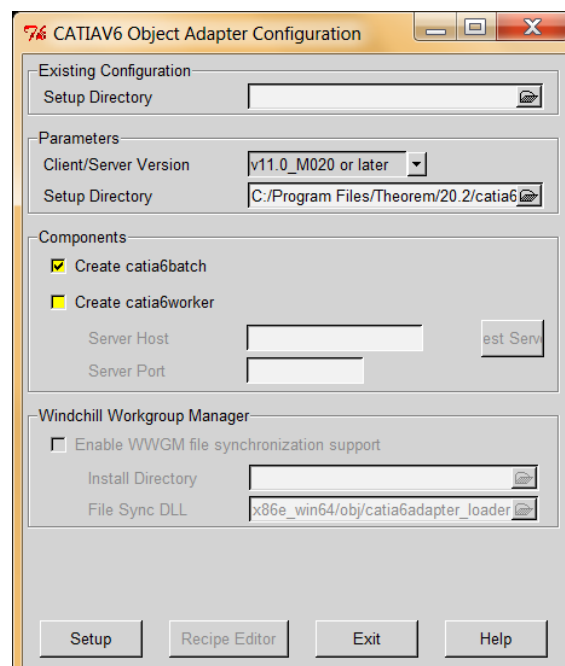 CATIAV6 Object Adapter Configuration
Existing Configuration
Setup Directory
Parameters
Client/Server Version v11.0_M020 or later
Setup Directory C:/Program Files/Theorem/20.2/catia6
Components
Create catia6batch
Create catia6worker
Server Host est Serv
Server Port
Windchill Workgroup Manager
Enable WWGM file synchronization support
Install Directory
File Sync DLL x86e_win64/obj/catia6adapter_loader
Setup Recipe Editor Exit Help